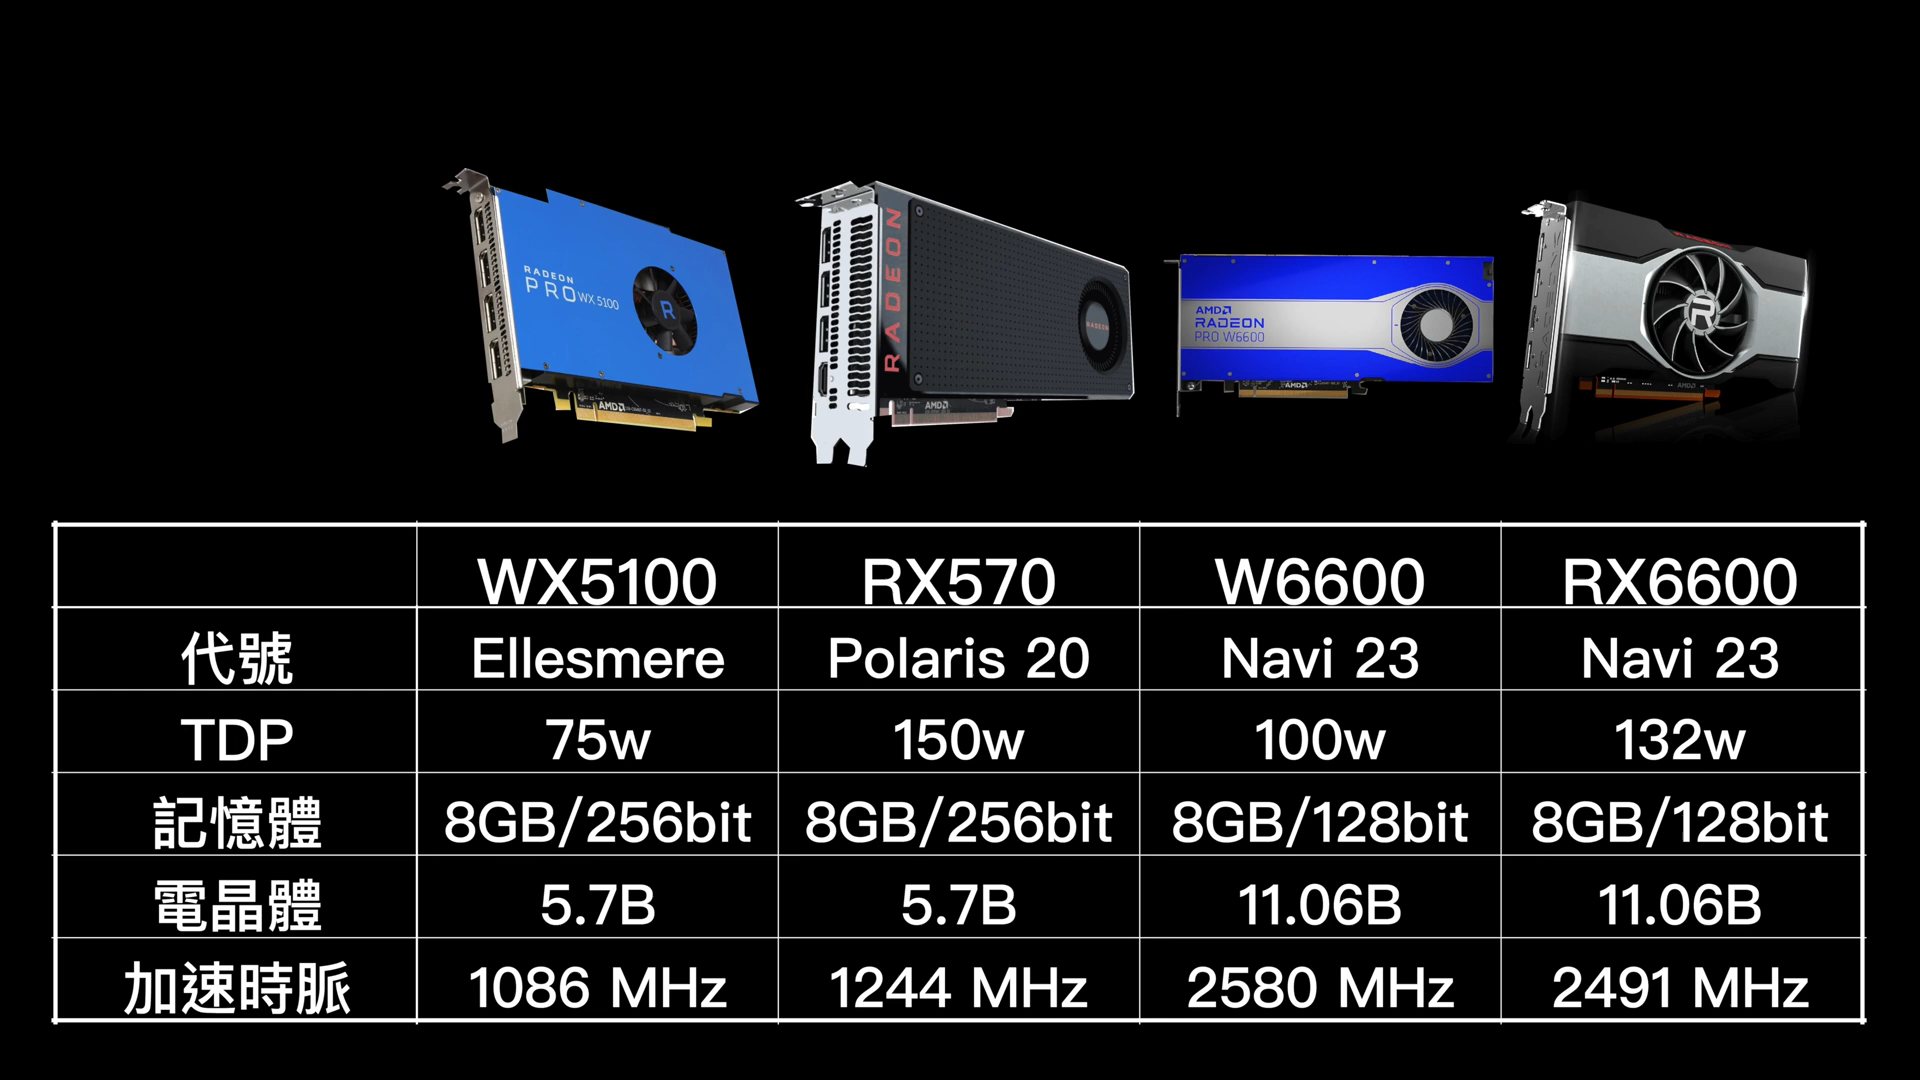 RADEON
PRO WX 5100
R
AMD
RADEON
RADEON
AMD
AMD
RADEON
PRO W6600
AMD
RADEON
R
AMD
WX5100 RX570 W6600 RX6600
代號 Ellesmere Polaris 20 Navi 23 Navi 23
TDP 75w 150w 100w 132w
記憶體 8GB/256bit 8GB/256bit 8GB/128bit 8GB/128bit
電晶體 5.7B 5.7B 11.06B 11.06B
加速時脈 1086 MHz 1244 MHz 2580 MHz 2491 MHz